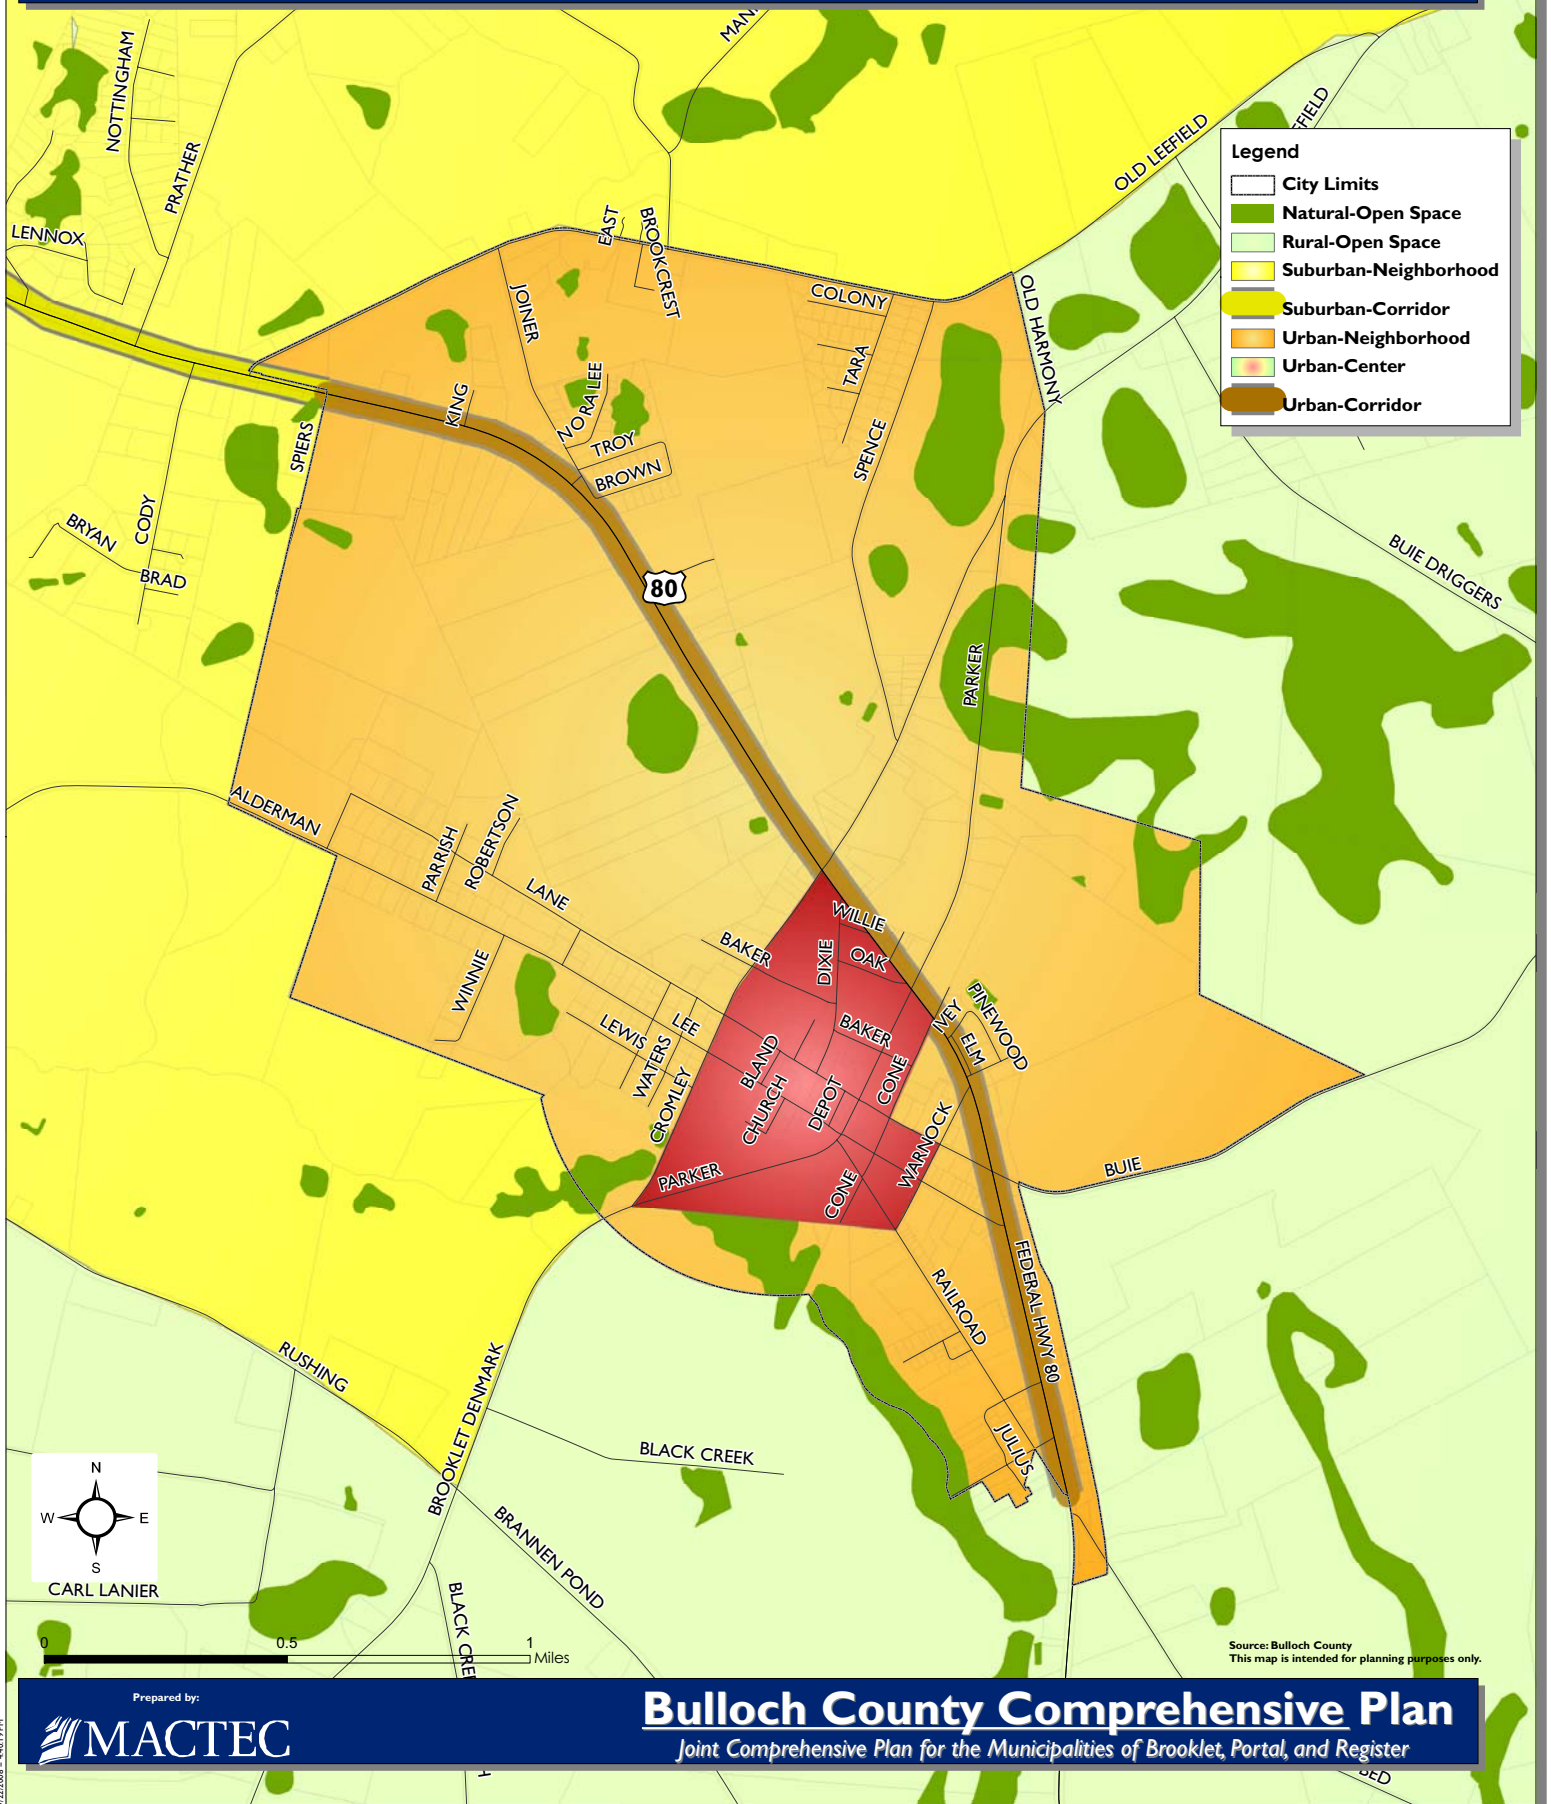 NOTTINGHAM
PRATHER
LENNOX
OLD LEEFIELD
EAST
BROOKCREST
JOINER
COLONY
OLD HARMONY
TARA
SPENCE
KING
NORA LEE
TROY
BROWN
SPIERS
CODY
BRYAN
BRAD
80
BUIE DRIGGERS
PARKER
ALDERMAN
PARRISH
ROBERTSON
LANE
WINNIE
BAKER
WILLIE
DIXIE
OAK
LEWIS
LEE
WATERS
CROMLEY
BLAND
CHURCH
DEPOT
BAKER
CONE
IVEY
PINEWOOD
ELM
WARNOCK
PARKER
CONE
BUIE
RAILROAD
FEDERAL HWY 80
JULIUS
RUSHING
BROOKLET DENMARK
BLACK CREEK
BRANNEN POND
CARL LANIER
Legend
City Limits
Natural-Open Space
Rural-Open Space
Suburban-Neighborhood
Suburban-Corridor
Urban-Neighborhood
Urban-Center
Urban-Corridor
N
W E
S
0 0.5 1
Miles
Source: Bulloch County
This map is intended for planning purposes only.
Prepared by:
MACTEC
Bulloch County Comprehensive Plan
Joint Comprehensive Plan for the Municipalities of Brooklet, Portal, and Register